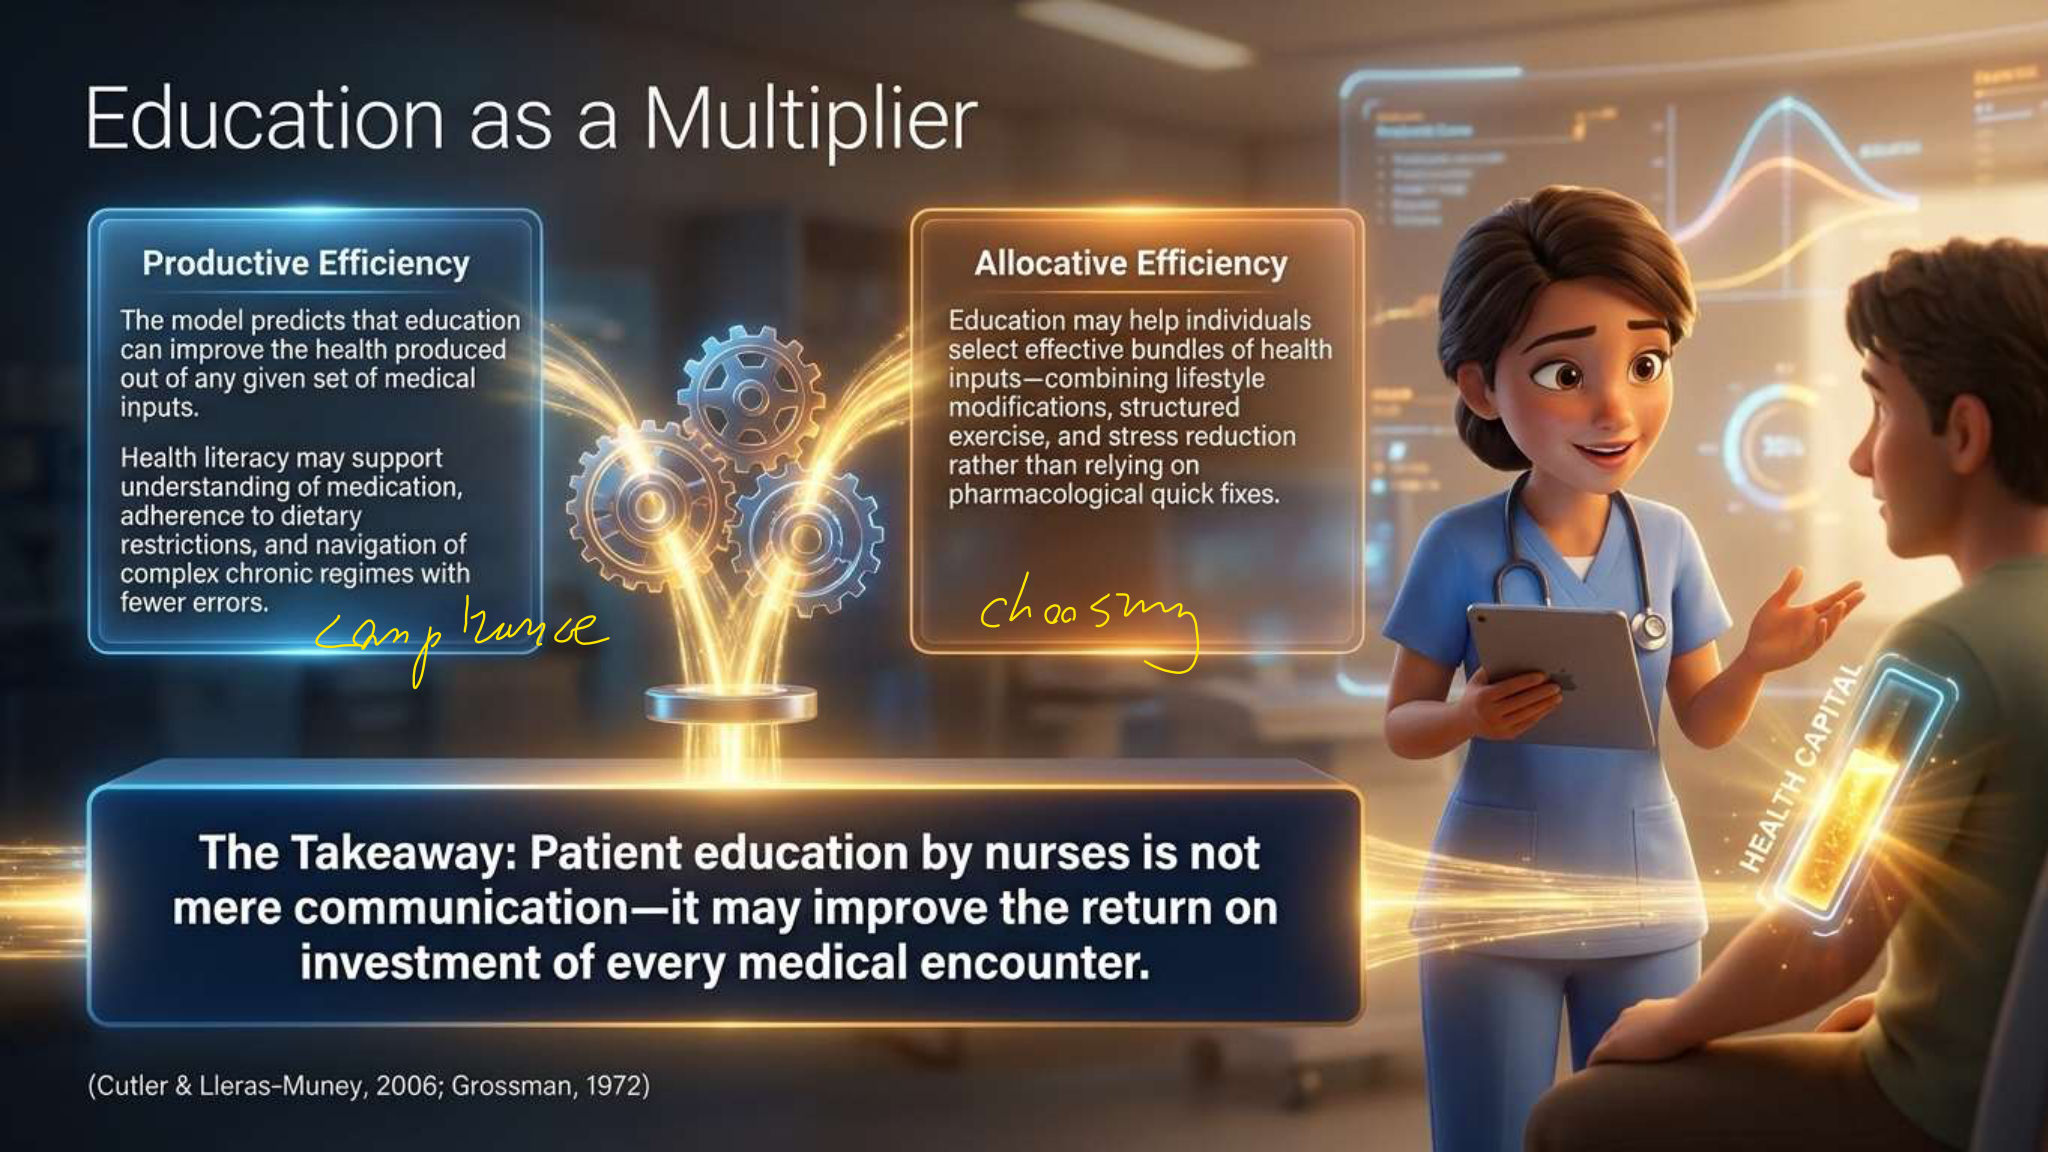 Education as a Multiplier
Productive Efficiency
The model predicts that education
can improve the health produced
out of any given set of medical
inputs.
Health literacy may support
understanding of medication,
adherence to dietary
restrictions, and navigation of
complex chronic regimes with
fewer errors.
compliance
Allocative Efficiency
Education may help individuals
select effective bundles of health
inputs—combining lifestyle
modifications, structured
exercise, and stress reduction
rather than relying on
pharmacological quick fixes.
choosing
HEALTH CAPITAL
The Takeaway: Patient education by nurses is not
mere communication—it may improve the return on
investment of every medical encounter.
(Cutler & Lleras-Muney, 2006; Grossman, 1972)